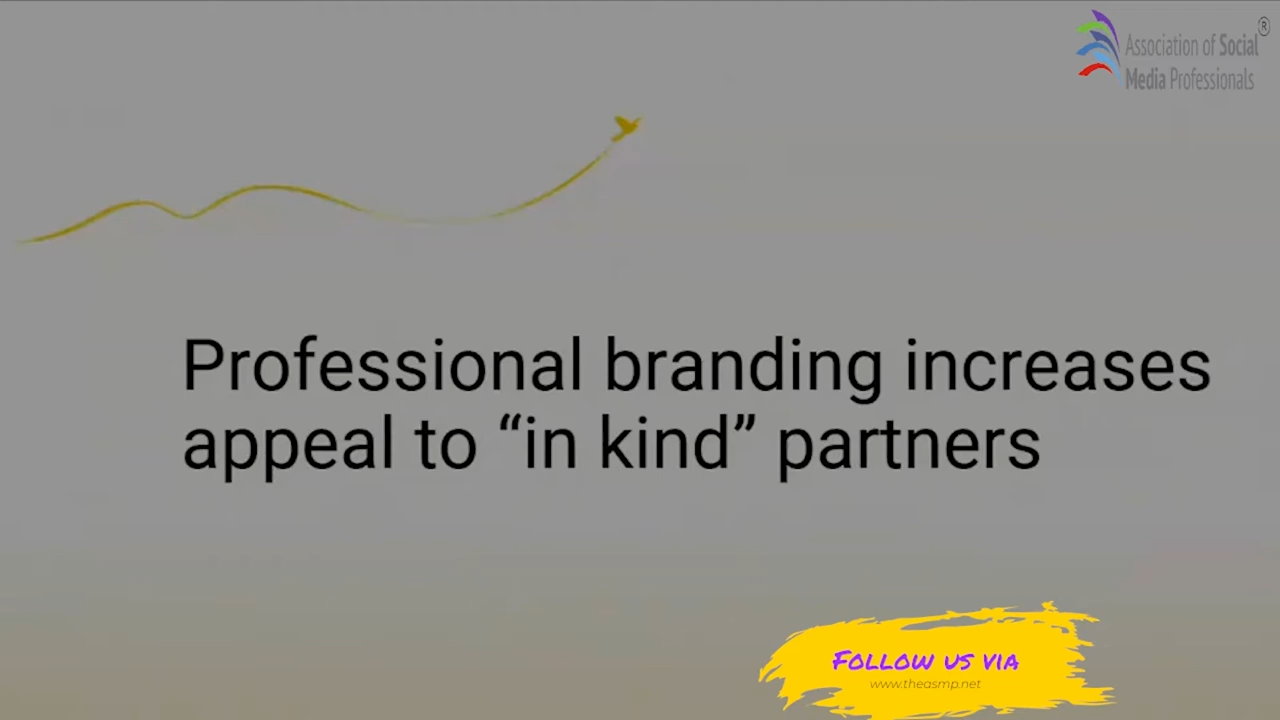 Association of Social®
Media Professionals
Professional branding increases
appeal to “in kind” partners
Follow us via
www.theasmp.net